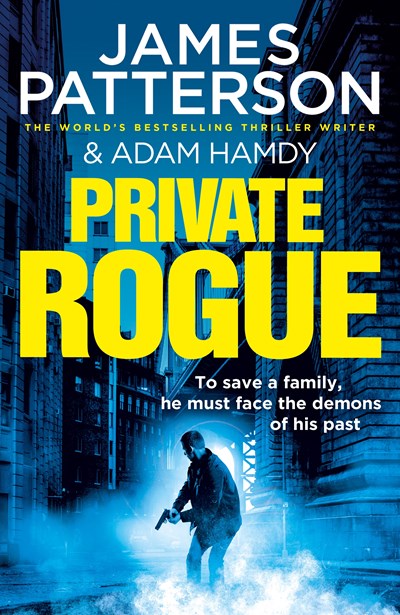 JAMES
PATTERSON
THE WORLD'S BESTSELLING THRILLER WRITER
& ADAM HAMDY
PRIVATE
ROGUE
To save a family,
he must face the demons
of his past